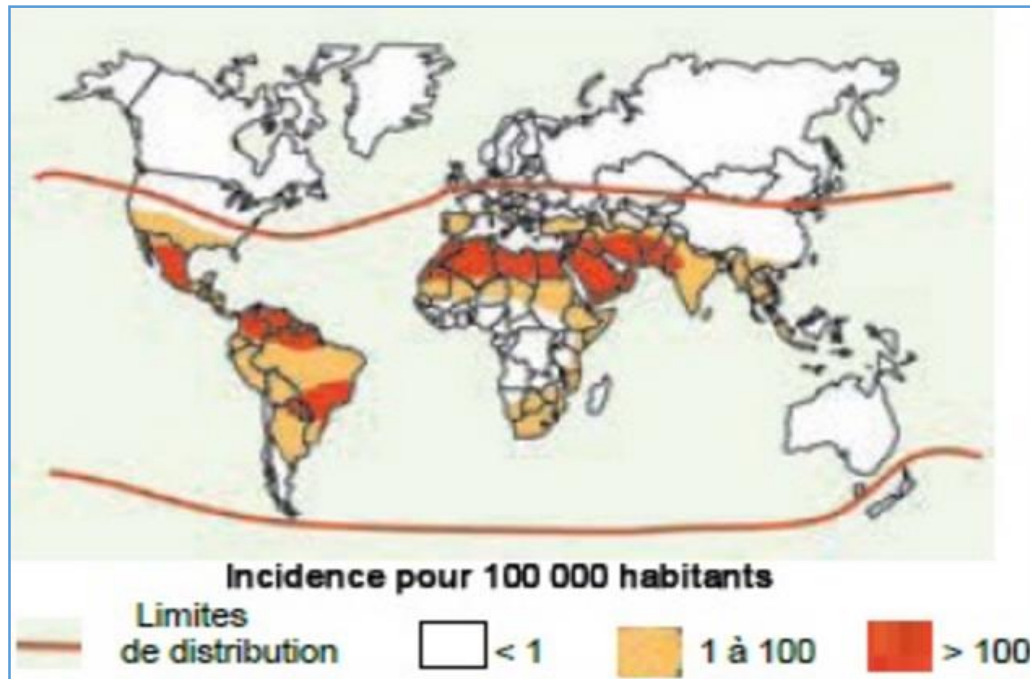 Incidence pour 100 000 habitants
Limites
de distribution
< 1
1 à 100
> 100